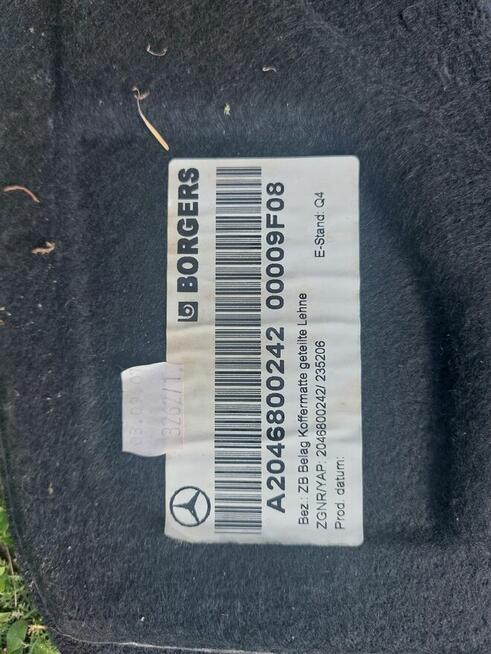 BORGERS
A2046800242 00009F08
Bez.: ZB Belag Koffermatte geteilte Lehne
ZGNR/YAP: 2046800242/ 235206
Prod. datum:
E-Stand: Q4